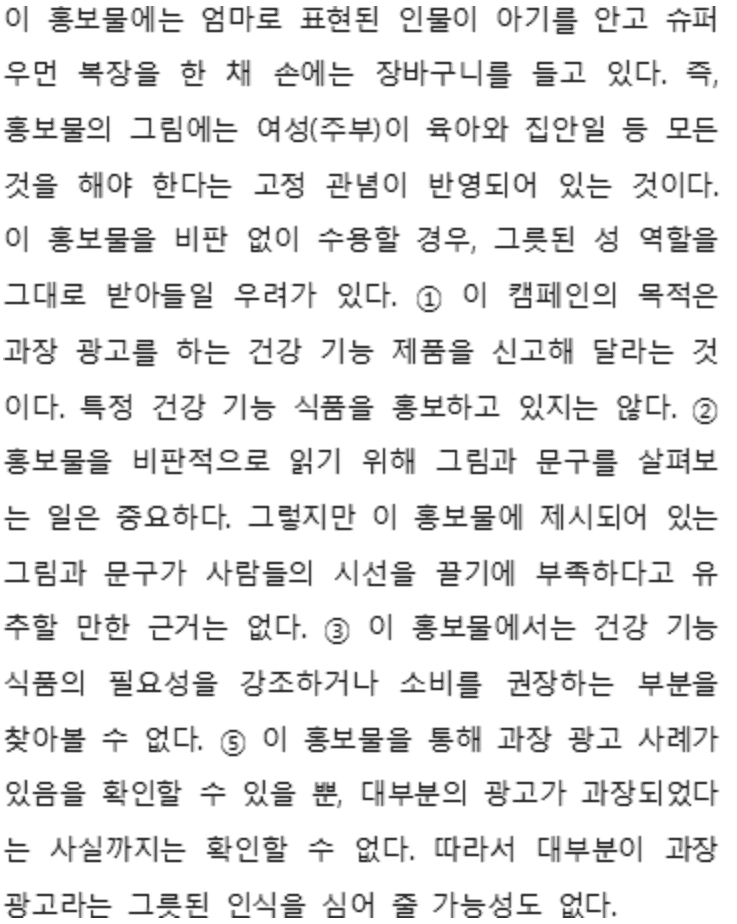 이 홍보물에는 엄마로 표현된 인물이 아기를 안고 슈퍼
우먼 복장을 한 채 손에는 장바구니를 들고 있다. 즉,
홍보물의 그림에는 여성(주부)이 육아와 집안일 등 모든
것을 해야 한다는 고정 관념이 반영되어 있는 것이다.
이 홍보물을 비판 없이 수용할 경우, 그릇된 성 역할을
그대로 받아들일 우려가 있다. ① 이 캠페인의 목적은
과장 광고를 하는 건강 기능 제품을 신고해 달라는 것
이다. 특정 건강 기능 식품을 홍보하고 있지는 않다. ②
홍보물을 비판적으로 읽기 위해 그림과 문구를 살펴보
는 일은 중요하다. 그렇지만 이 홍보물에 제시되어 있는
그림과 문구가 사람들의 시선을 끌기에 부족하다고 유
추할 만한 근거는 없다. ③ 이 홍보물에서는 건강 기능
식품의 필요성을 강조하거나 소비를 권장하는 부분을
찾아볼 수 없다. ⑤ 이 홍보물을 통해 과장 광고 사례가
있음을 확인할 수 있을 뿐, 대부분의 광고가 과장되었다
는 사실까지는 확인할 수 없다. 따라서 대부분이 과장
광고라는 그릇된 인식을 심어 줄 가능성도 없다.